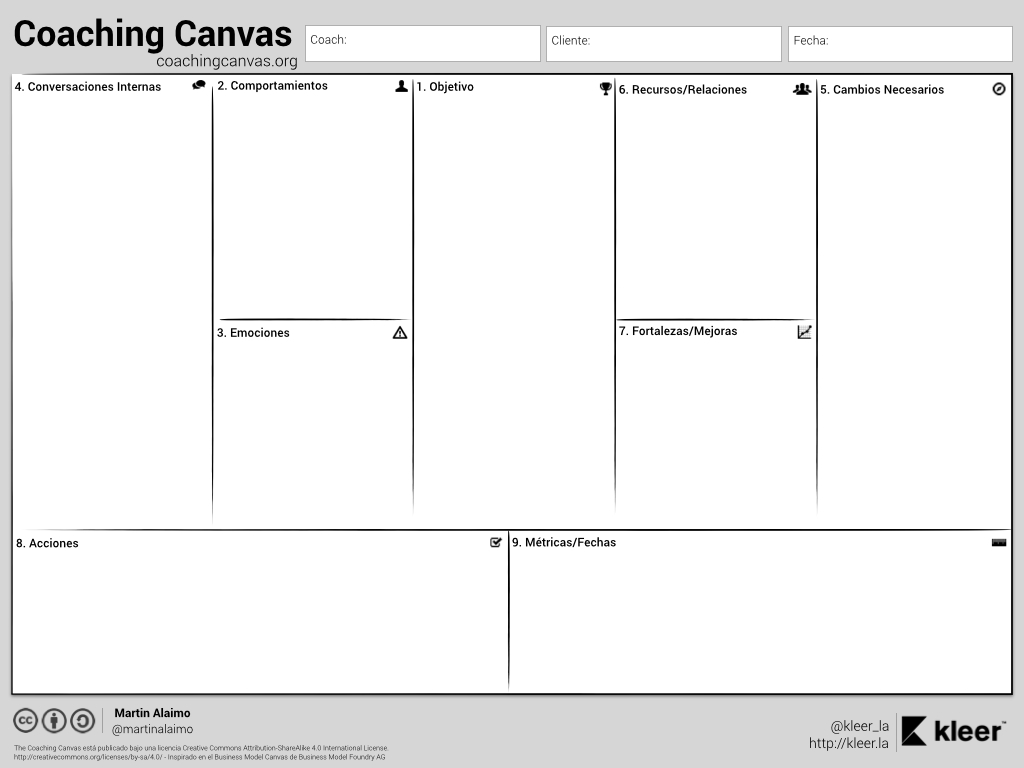 Coaching Canvas
coachingcanvas.org
Coach:
Cliente:
Fecha:
4. Conversaciones Internas
2. Comportamientos
1. Objetivo
6. Recursos/Relaciones
5. Cambios Necesarios
3. Emociones
7. Fortalezas/Mejoras
8. Acciones
9. Métricas/Fechas
cc
Martin Alaimo
@martinalaimo
The Coaching Canvas está publicado bajo una licencia Creative Commons Attribution-ShareAlike 4.0 International License.
http://creativecommons.org/licenses/by-sa/4.0/ - Inspirado en el Business Model Canvas de Business Model Foundry AG
@kleer_la
http://kleer.la
kleer™